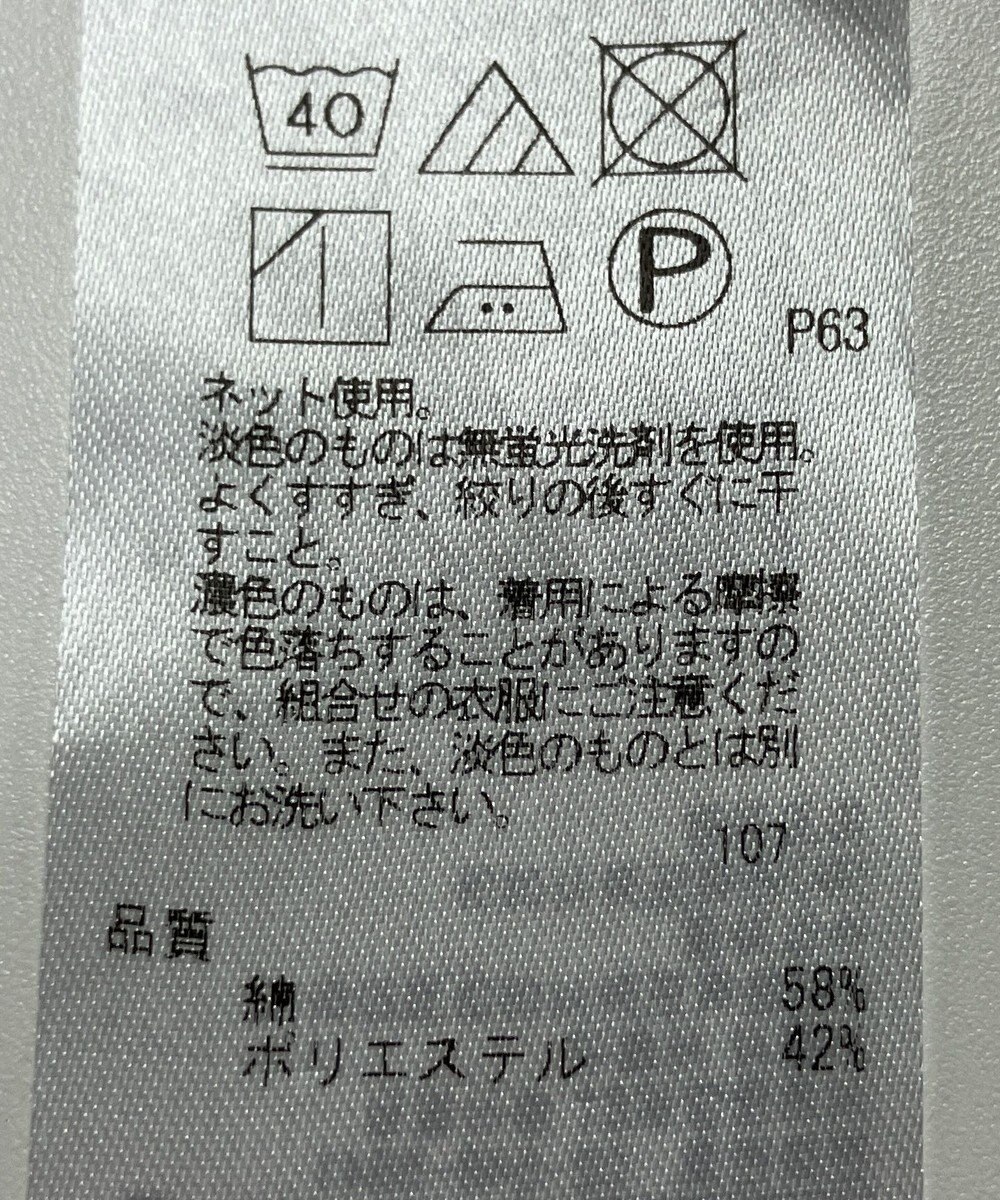 40
P
P63
ネット使用。
淡色のものは無蛍光洗剤を使用。
よくすすぎ、絞りの後すぐに干
すこと。
濃色のものは、着用による摩擦
で色落ちすることがありますの
で、組合せの衣服にご注意くだ
さい。また、淡色のものとは別
にお洗い下さい。
107
品質
綿 58%
ポリエステル 42%